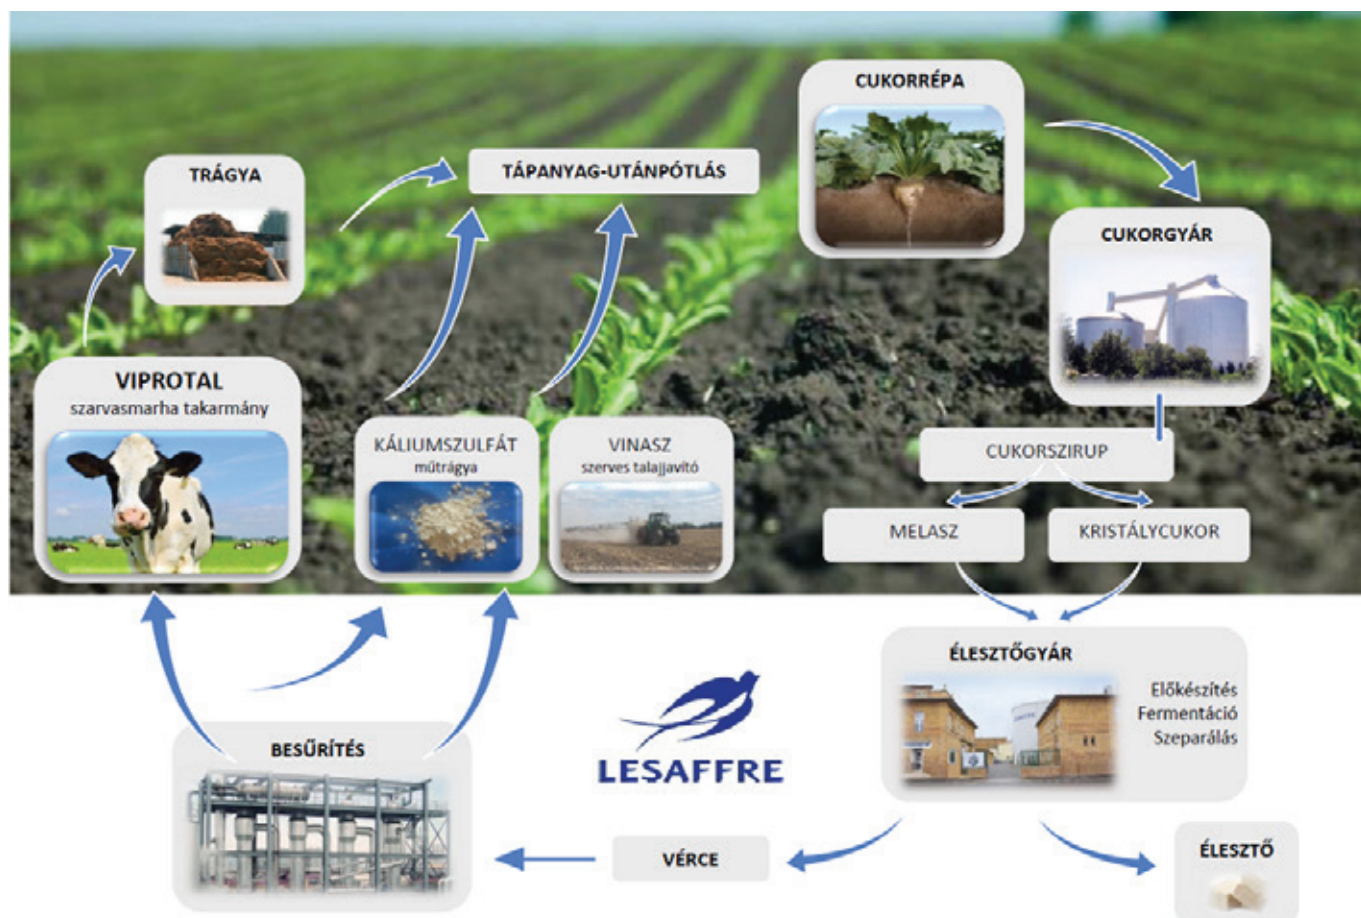 CUKORRÉPA
TRÁGYA
TÁPANYAG-UTÁNPÓTLÁS
CUKORGYÁR
VIPROTAL
szarvasmarha takarmány
KÁLIUMSZULFÁT
műtrágya
VINASZ
szerves talajjavító
CUKORSZIRUP
MELASZ
KRISTÁLYCUKOR
ÉLESZTŐGYÁR
Előkészítés
Fermentáció
Szeparálás
BESŰRÍTÉS
LESAFFRE
VÉRCE
ÉLESZTŐ